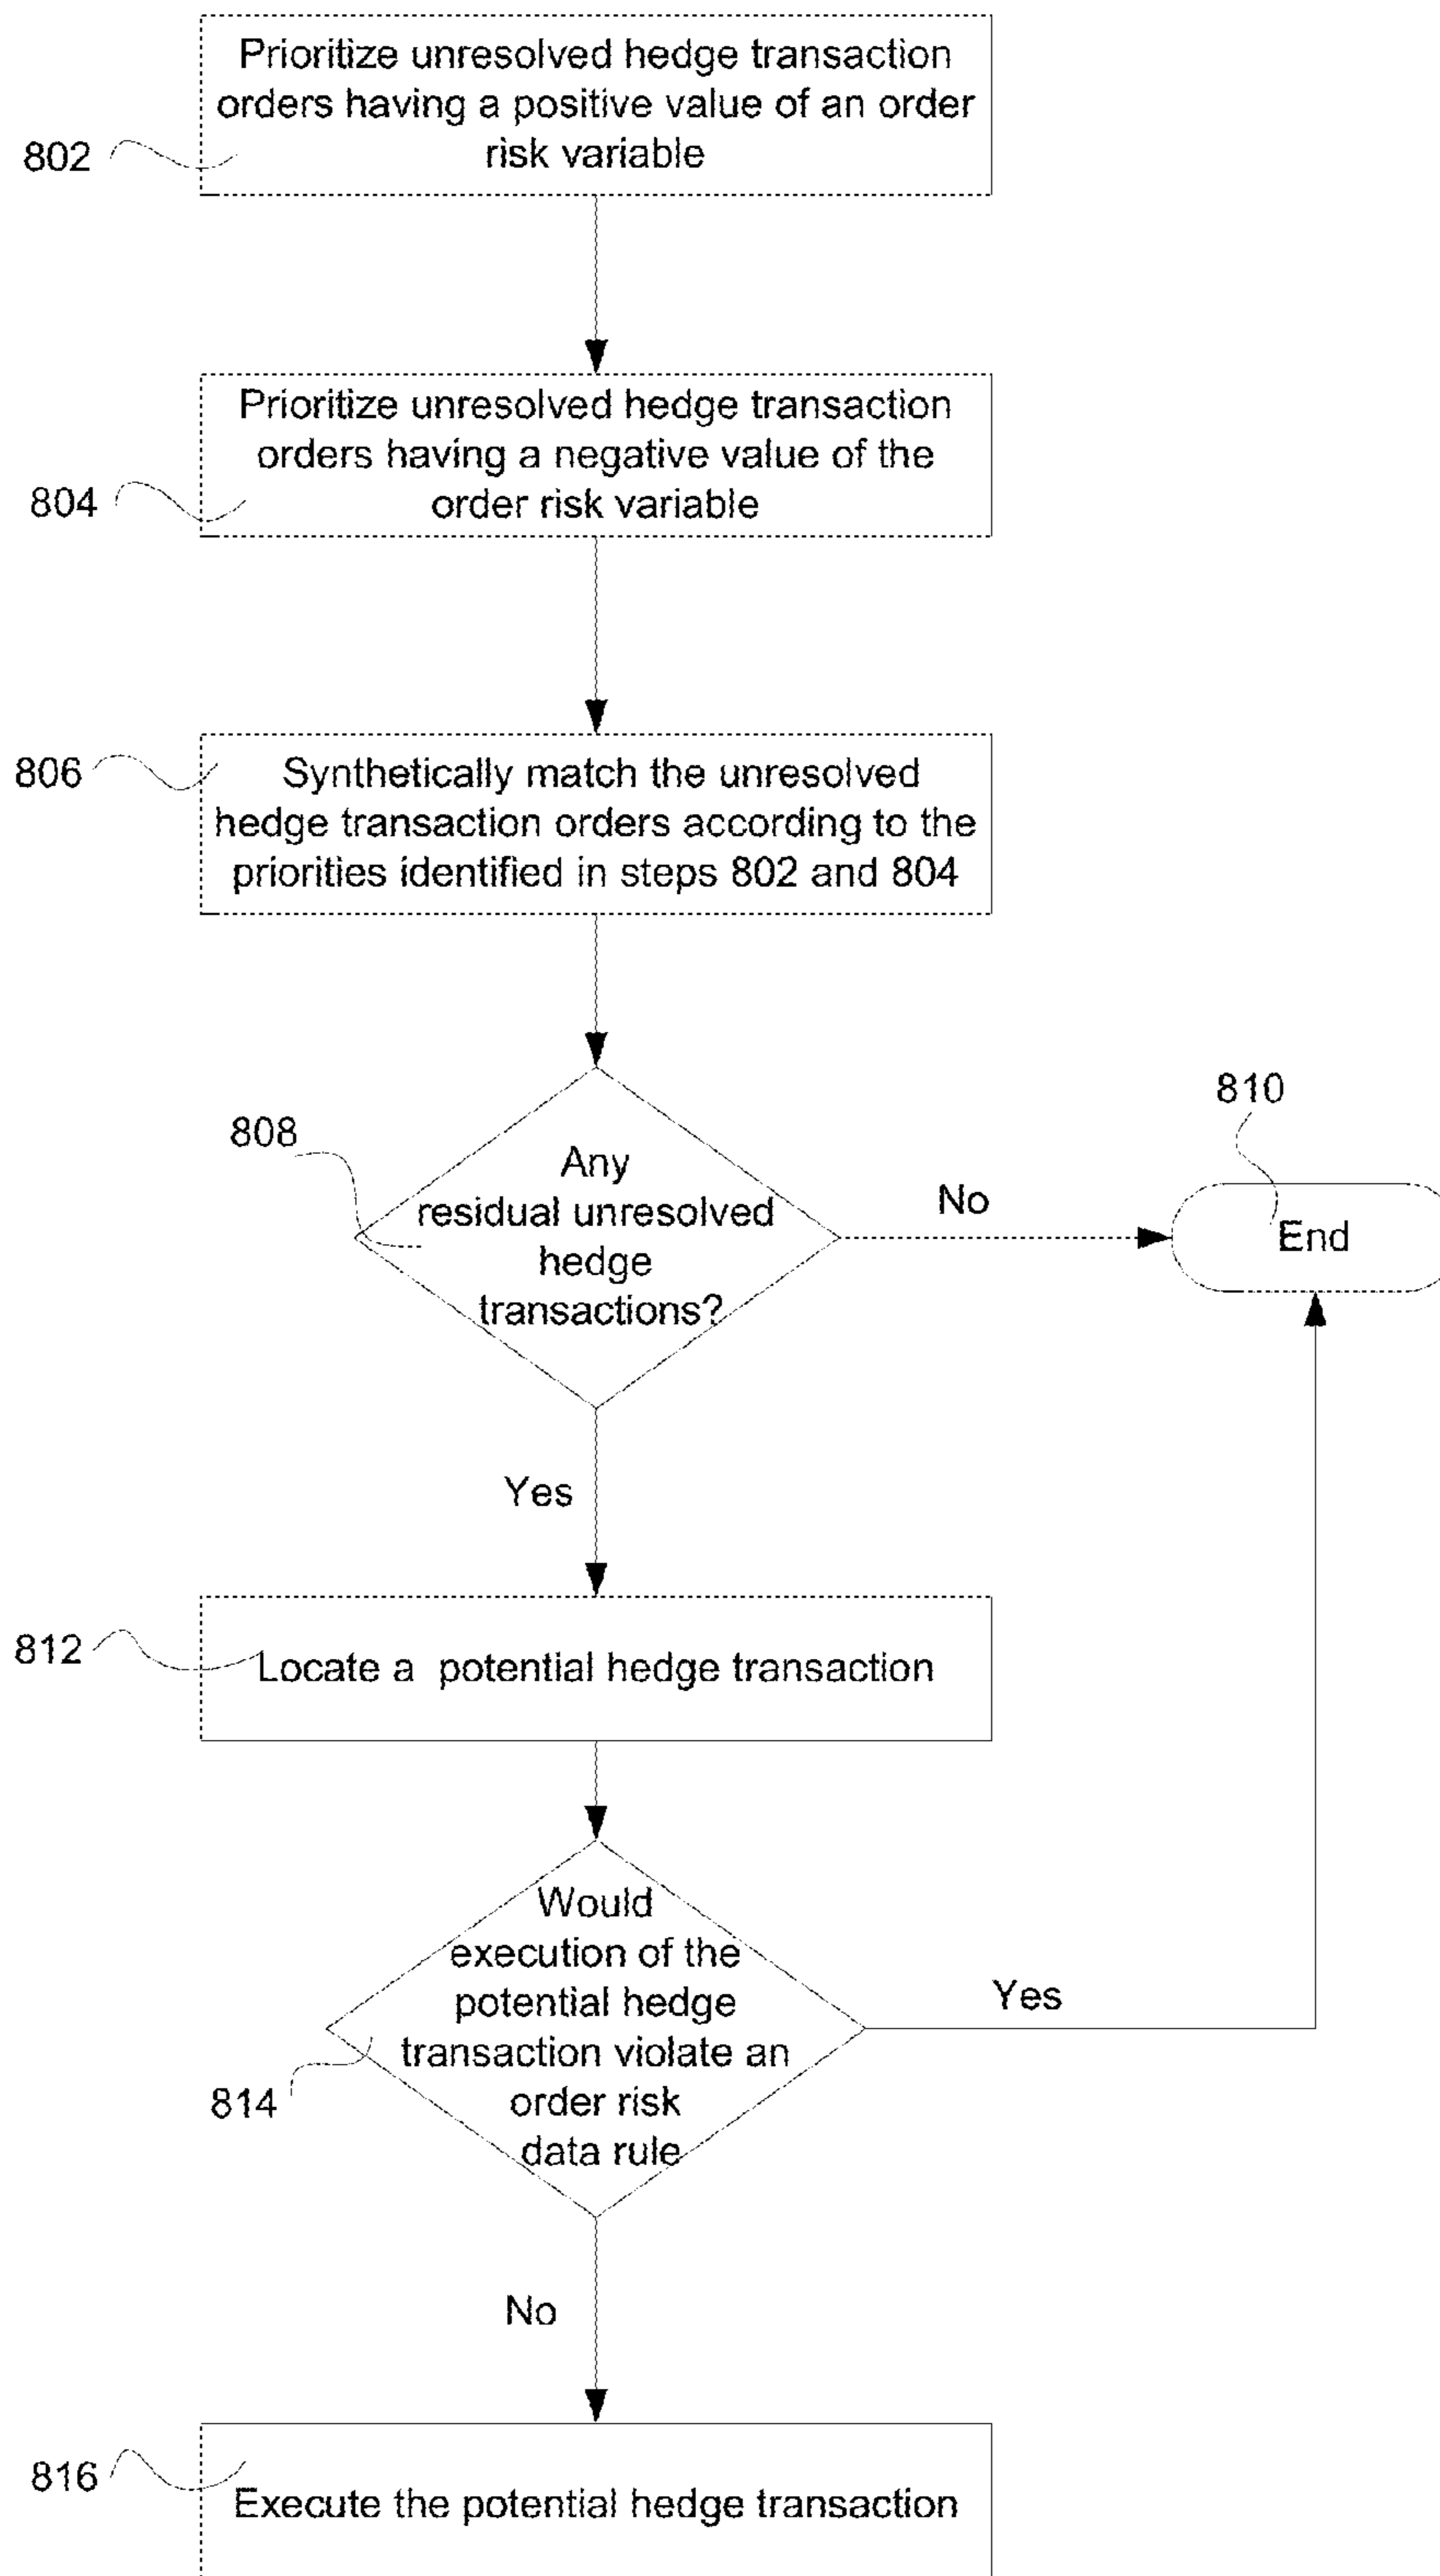 Prioritize unresolved hedge transaction
orders having a positive value of an order
risk variable
802
Prioritize unresolved hedge transaction
orders having a negative value of the
order risk variable
804
806
Synthetically match the unresolved
hedge transaction orders according to the
priorities identified in steps 802 and 804
810
808
Any
residual unresolved
hedge
transactions?
No
End
Yes
812
Locate a potential hedge transaction
Would
execution of the
potential hedge
transaction violate an
order risk
data rule
Yes
814
No
816
Execute the potential hedge transaction